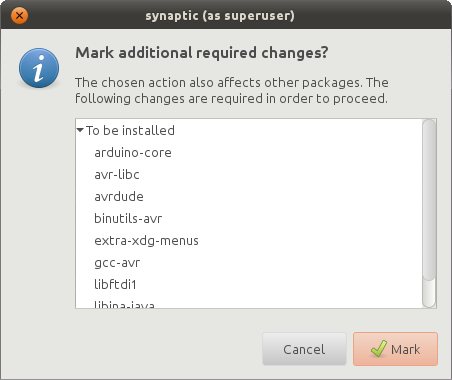 synaptic (as superuser)
Mark additional required changes?
The chosen action also affects other packages. The
following changes are required in order to proceed.
To be installed
arduino-core
avr-libc
avrdude
binutils-avr
extra-xdg-menus
gcc-avr
libftdi1
libjna-java
Cancel
Mark